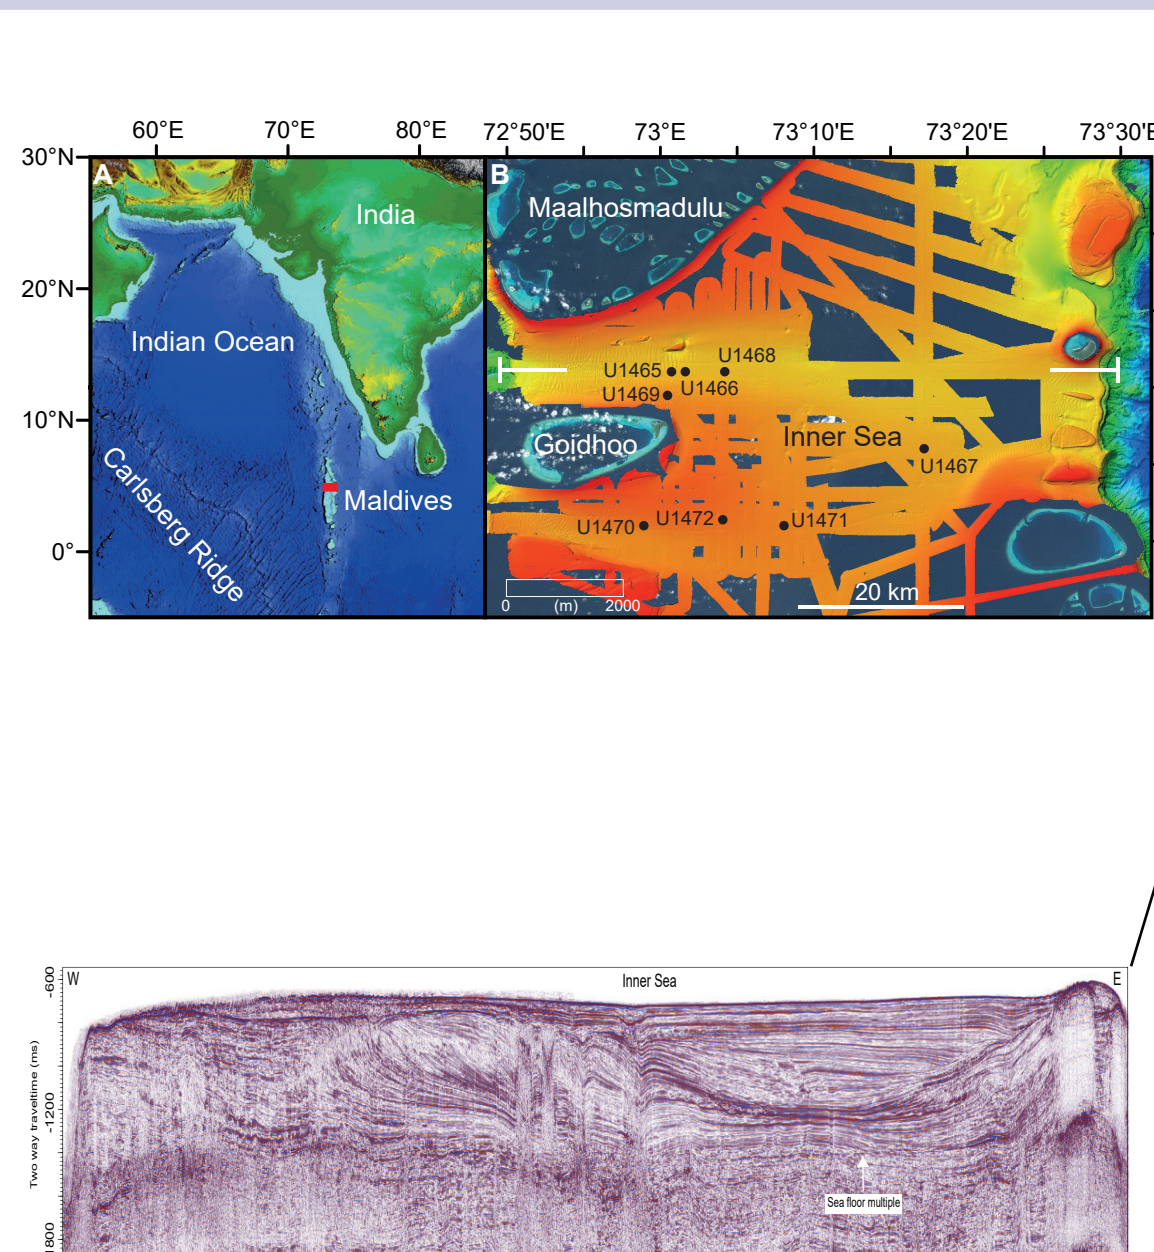 60°E 70°E 80°E 72°50'E 73°E 73°10'E 73°20'E 73°30'E
30°N
20°N
10°N
0°
A
India
Indian Ocean
Carlsberg Ridge
Maldives
B
Maalhosmadulu
U1468
U1465
U1466
U1469
Goidhoo
Inner Sea
U1467
U1470
U1472
U1471
0 (m) 2000
20 km
W
Inner Sea
E
-600
-1200
1800
Two way traveltime (ms)
Sea floor multiple